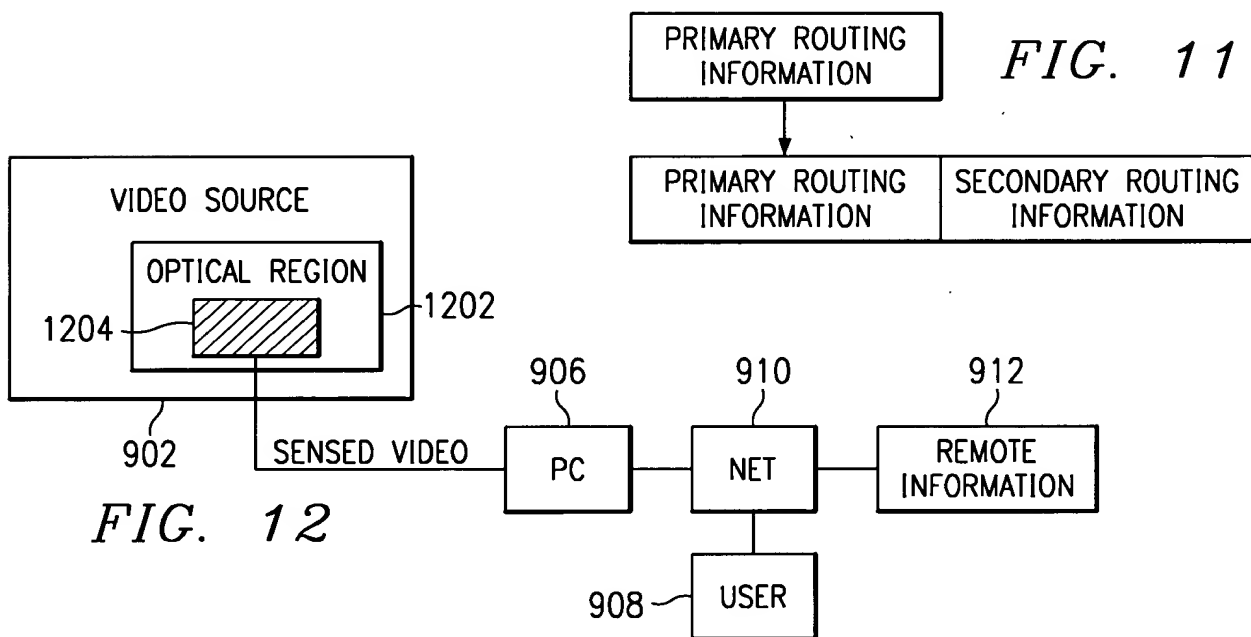 PRIMARY ROUTING
INFORMATION
FIG. 11
PRIMARY ROUTING
INFORMATION
SECONDARY ROUTING
INFORMATION
VIDEO SOURCE
OPTICAL REGION
1204
1202
902
SENSED VIDEO
906
PC
910
NET
912
REMOTE
INFORMATION
908
USER
FIG. 12